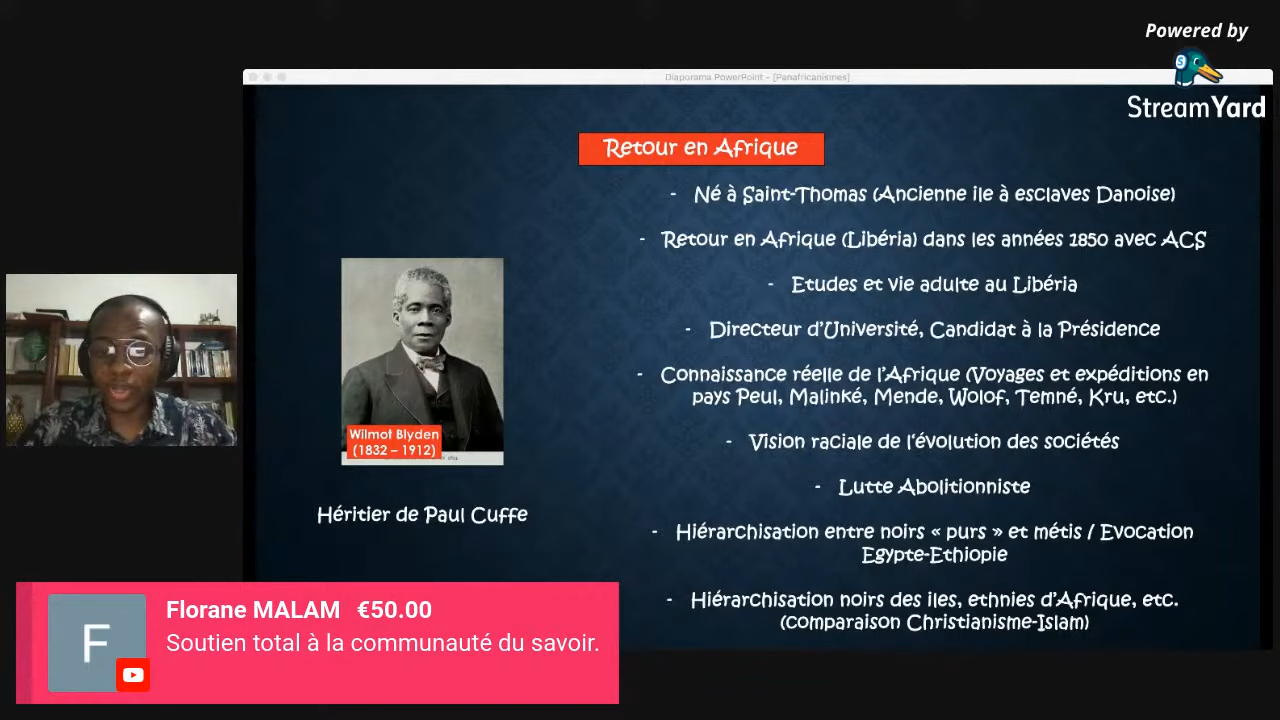 Powered by
StreamYard
Diaporama PowerPoint - [Panafricanismes]
Retour en Afrique
- Né à Saint-Thomas (Ancienne ile à esclaves Danoise)
- Retour en Afrique (Libéria) dans les années 1850 avec ACS
- Etudes et vie adulte au Libéria
- Directeur d'Université, Candidat à la Présidence
- Connaissance réelle de l'Afrique (Voyages et expéditions en
pays Peul, Malinké, Mende, Wolof, Temné, Kru, etc.)
- Vision raciale de l'évolution des sociétés
- Lutte Abolitionniste
- Hiérarchisation entre noirs « purs » et métis / Evocation
Egypte-Ethiopie
- Hiérarchisation noirs des iles, ethnies d'Afrique, etc.
(comparaison Christianisme-Islam)
Wilmot Blyden
(1832 – 1912)
Héritier de Paul Cuffe
F
Florane MALAM €50.00
Soutien total à la communauté du savoir.